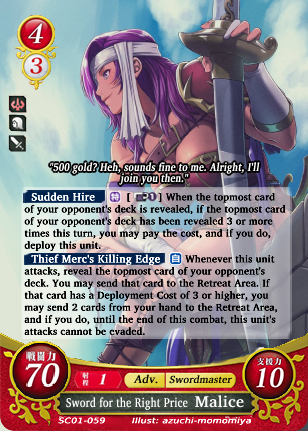 4
3
"500 gold? Heh, sounds fine to me. Alright, I'll
join you then."
Sudden Hire [ ] When the topmost card
of your opponent's deck is revealed, if the topmost card
of your opponent's deck has been revealed 3 or more
times this turn, you may pay the cost, and if you do,
deploy this unit.
Thief Merc's Killing Edge 自 Whenever this unit
attacks, reveal the topmost card of your opponent's
deck. You may send that card to the Retreat Area. If
that card has a Deployment Cost of 3 or higher, you
may send 2 cards from your hand to the Retreat Area,
and if you do, until the end of this combat, this unit's
attacks cannot be evaded.
戦闘力
70
射程 1
Adv. Swordmaster
支援力
10
Sword for the Right Price Malice
SC01-059 Illust: azuchi-momomiya